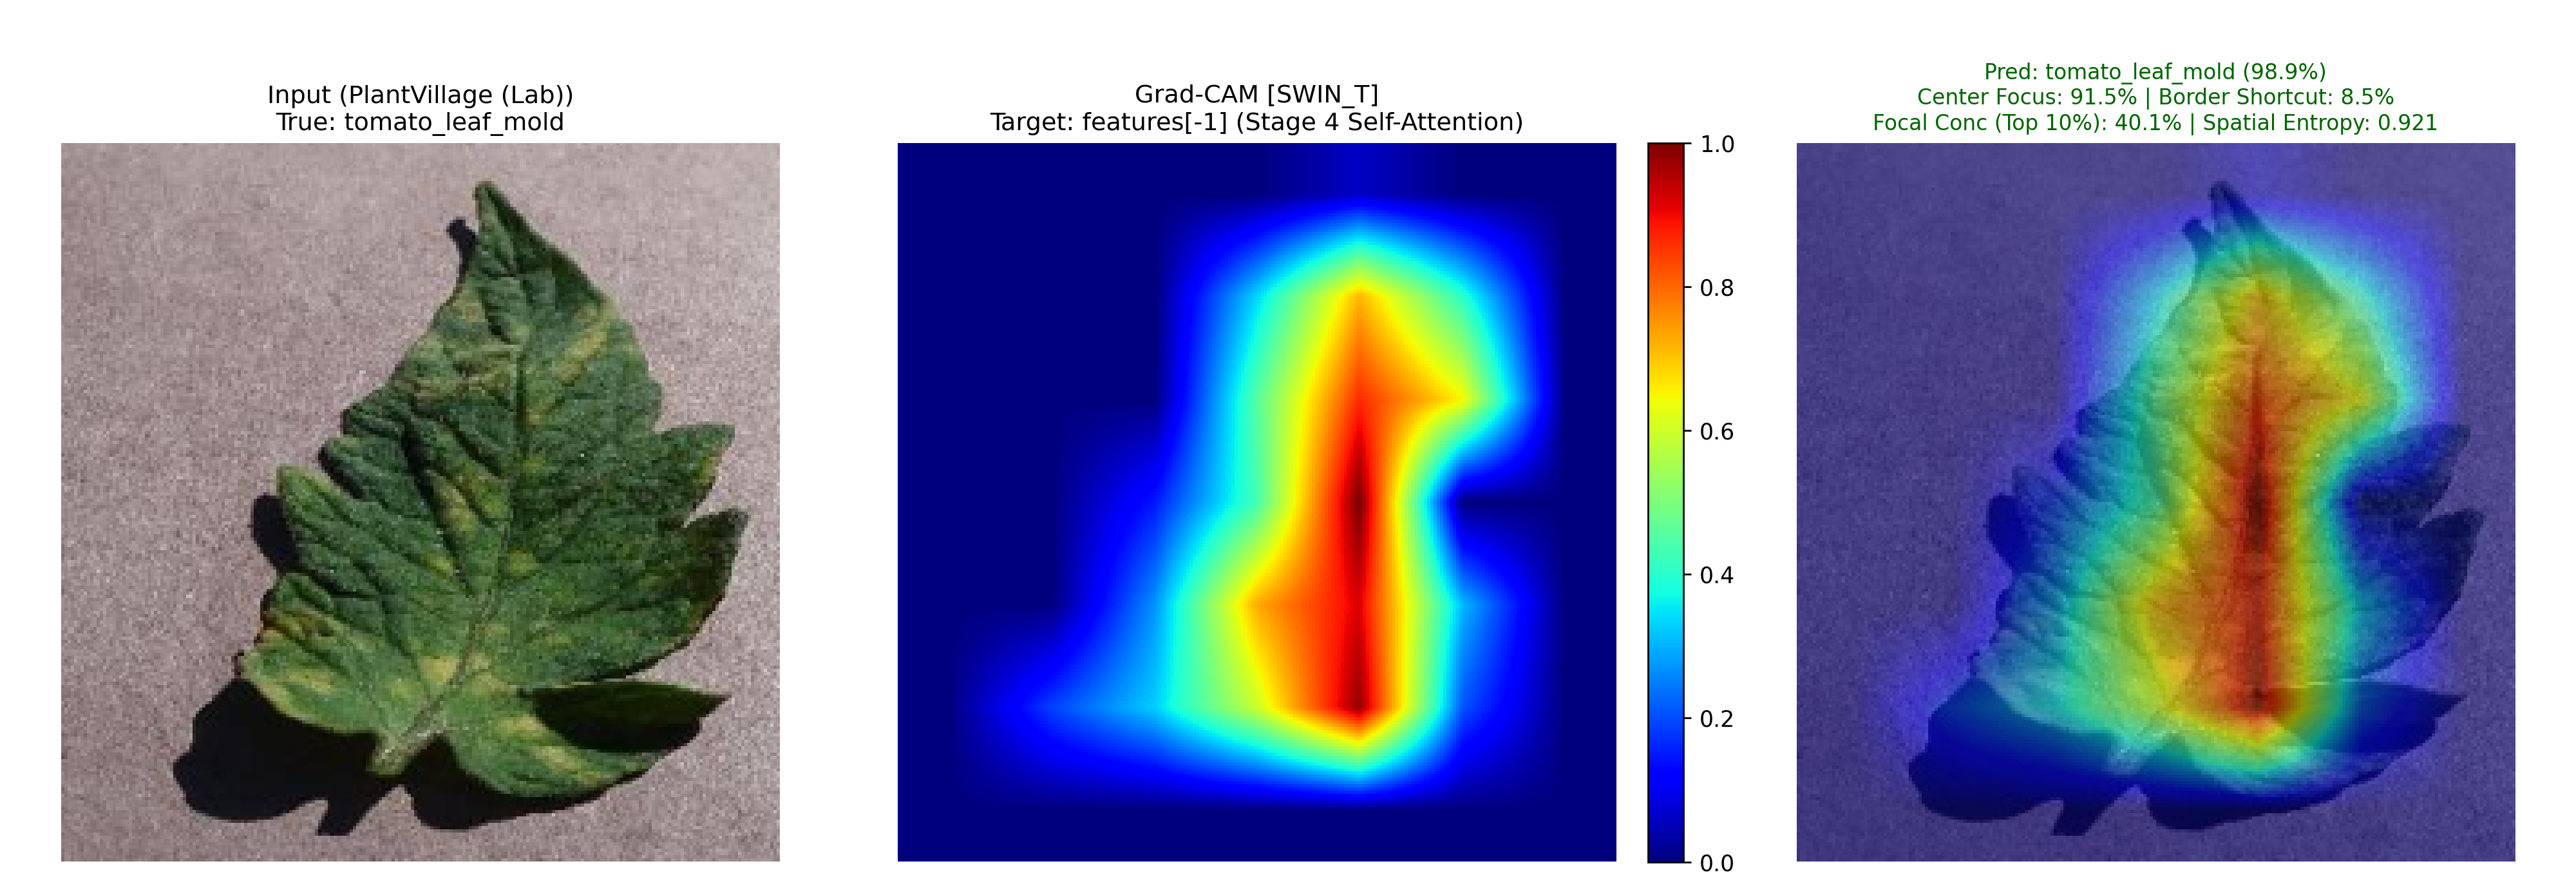 Input (PlantVillage (Lab))
True: tomato_leaf_mold
Grad-CAM [SWIN_T]
Target: features[-1] (Stage 4 Self-Attention)
1.0
0.8
0.6
0.4
0.2
0.0
Pred: tomato_leaf_mold (98.9%)
Center Focus: 91.5% | Border Shortcut: 8.5%
Focal Conc (Top 10%): 40.1% | Spatial Entropy: 0.921